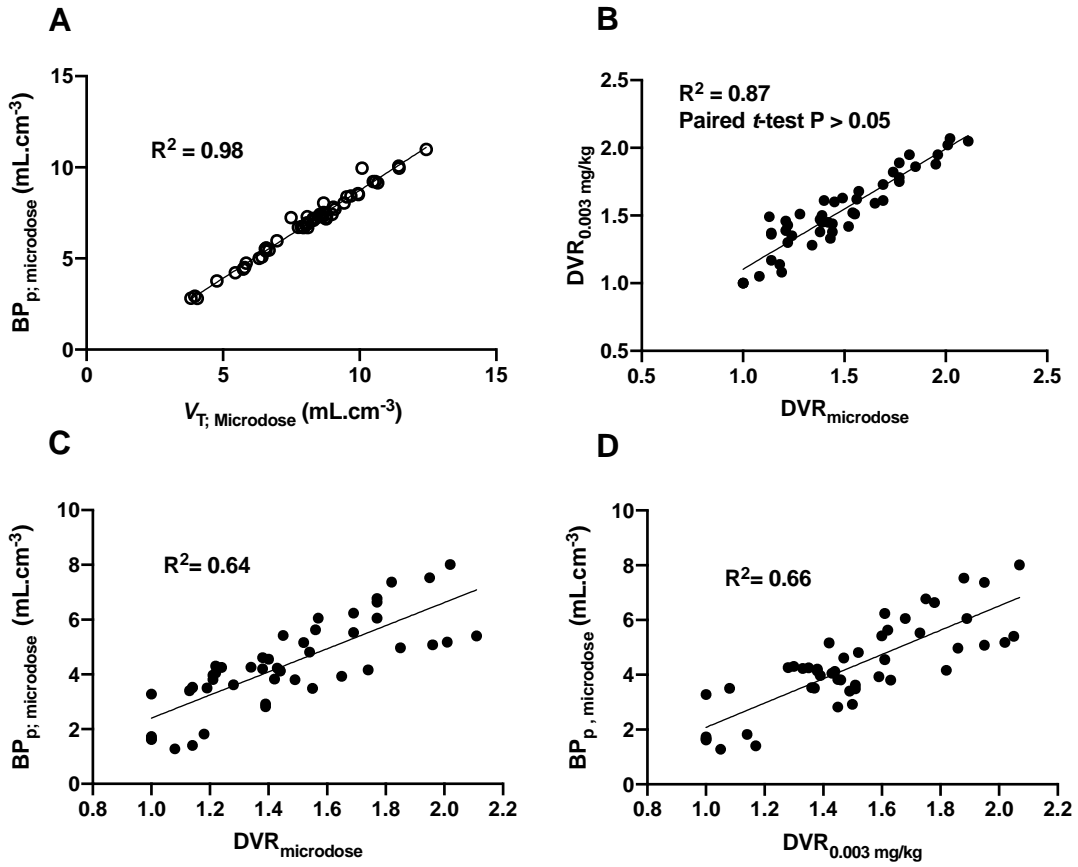 A
BPp; microdose (mL.cm-3)
15
10
5
0
R2 = 0.98
0 5 10 15
VT; Microdose (mL.cm-3)
B
DVR0.003 mg/kg
2.5
2.0
1.5
1.0
0.5
R2 = 0.87
Paired t-test P > 0.05
0.5 1.0 1.5 2.0 2.5
DVRmicrodose
C
BPp; microdose (mL.cm-3)
10
8
6
4
2
0
R2= 0.64
0.8 1.0 1.2 1.4 1.6 1.8 2.0 2.2
DVRmicrodose
D
BPp , microdose (mL.cm-3)
10
8
6
4
2
0
R2= 0.66
0.8 1.0 1.2 1.4 1.6 1.8 2.0 2.2
DVR0.003 mg/kg